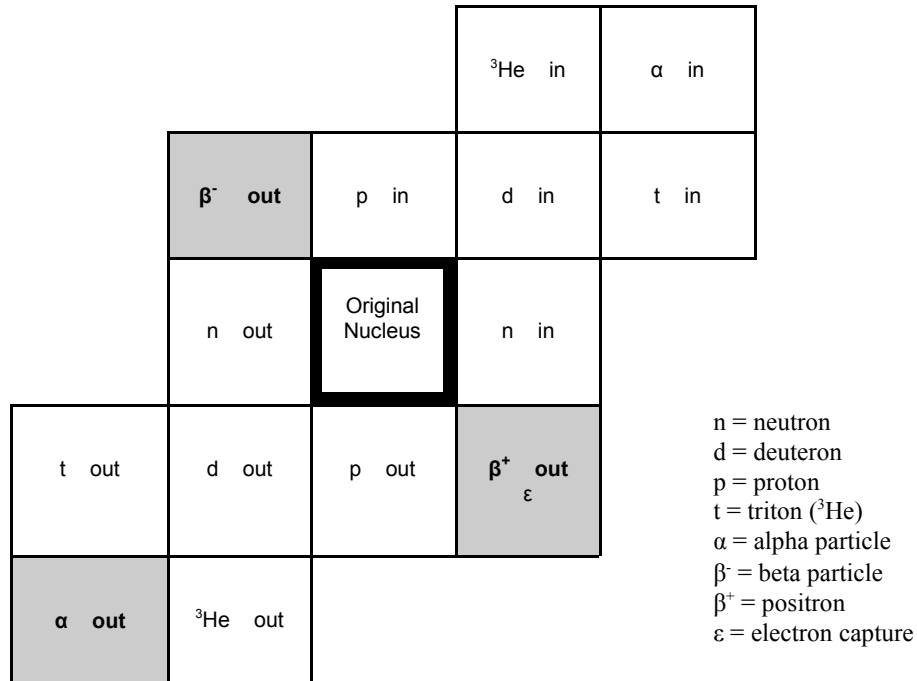 ³He in
α in
β⁻ out
p in
d in
t in
n out
Original
Nucleus
n in
t out
d out
p out
β⁺ out
ε
α out
³He out
n = neutron
d = deuteron
p = proton
t = triton (³He)
α = alpha particle
β⁻ = beta particle
β⁺ = positron
ε = electron capture